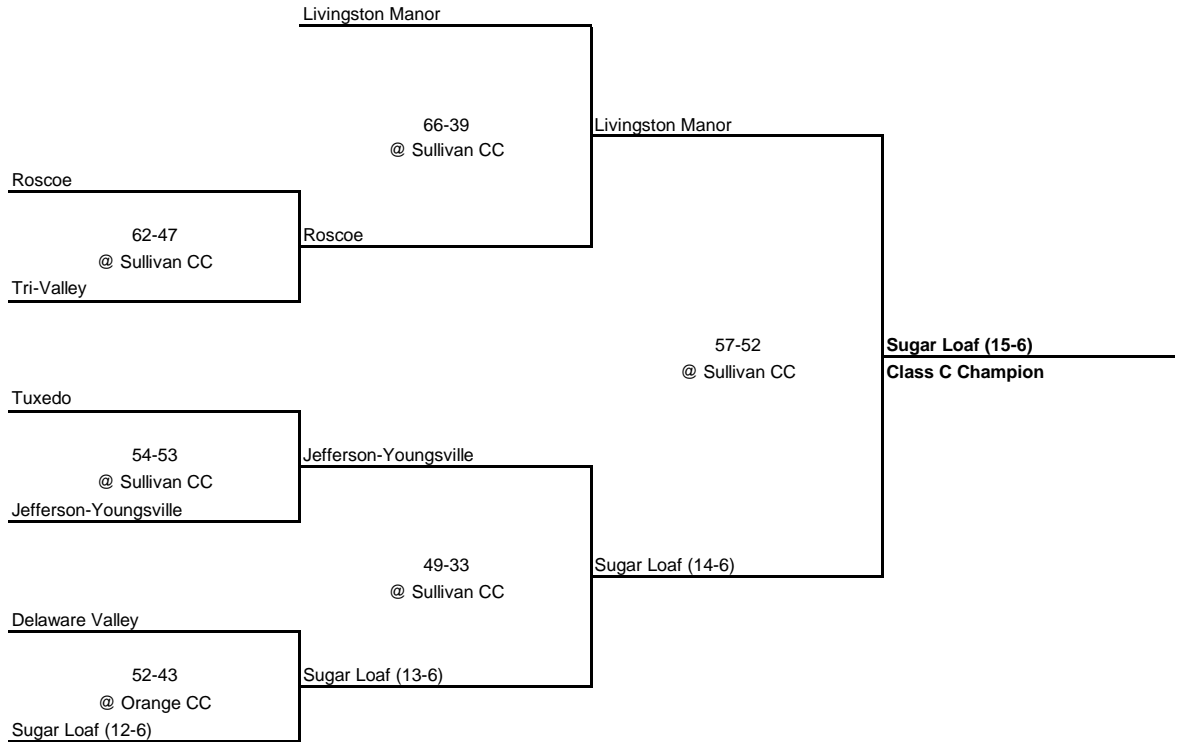 Livingston Manor
66-39
@ Sullivan CC
Livingston Manor
Roscoe
62-47
@ Sullivan CC
Roscoe
Tri-Valley
57-52
@ Sullivan CC
Sugar Loaf (15-6)
Class C Champion
Tuxedo
54-53
@ Sullivan CC
Jefferson-Youngsville
Jefferson-Youngsville
49-33
@ Sullivan CC
Sugar Loaf (14-6)
Delaware Valley
52-43
@ Orange CC
Sugar Loaf (13-6)
Sugar Loaf (12-6)